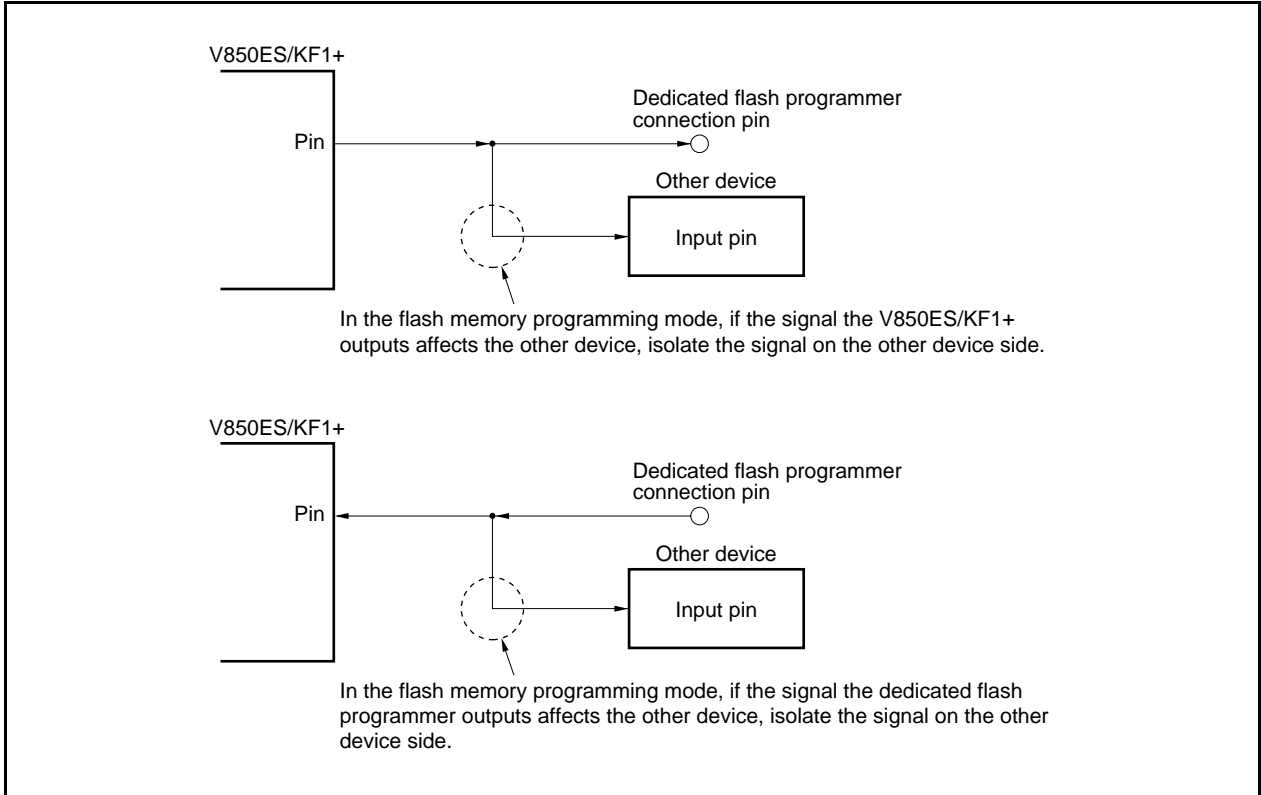 V850ES/KF1+
Dedicated flash programmer
connection pin
Pin
Other device
Input pin
In the flash memory programming mode, if the signal the V850ES/KF1+
outputs affects the other device, isolate the signal on the other device side.
V850ES/KF1+
Dedicated flash programmer
connection pin
Pin
Other device
Input pin
In the flash memory programming mode, if the signal the dedicated flash
programmer outputs affects the other device, isolate the signal on the other
device side.